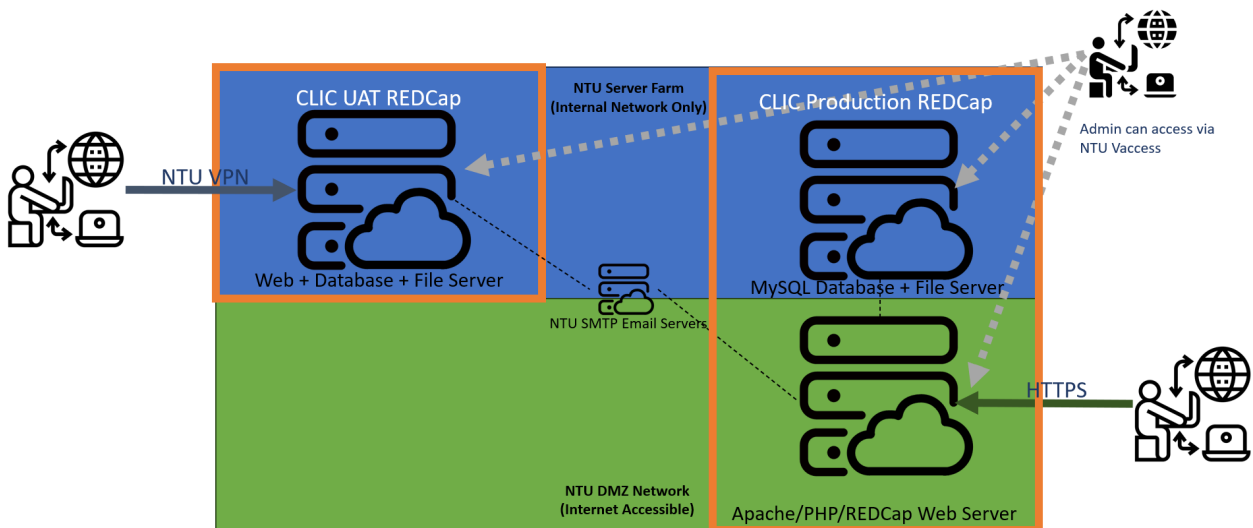 CLIC UAT REDCap
NTU Server Farm
(Internal Network Only)
CLIC Production REDCap
Admin can access via
NTU Vaccess
NTU VPN
Web + Database + File Server
MySQL Database + File Server
NTU SMTP Email Servers
HTTPS
NTU DMZ Network
(Internet Accessible)
Apache/PHP/REDCap Web Server